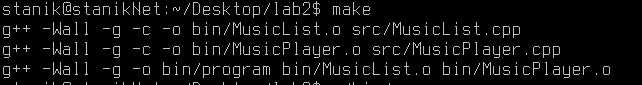 stanik@stanikNet:~/Desktop/lab2$ make
g++ -Wall -g -c -o bin/MusicList.o src/MusicList.cpp
g++ -Wall -g -c -o bin/MusicPlayer.o src/MusicPlayer.cpp
g++ -Wall -g -o bin/program bin/MusicList.o bin/MusicPlayer.o